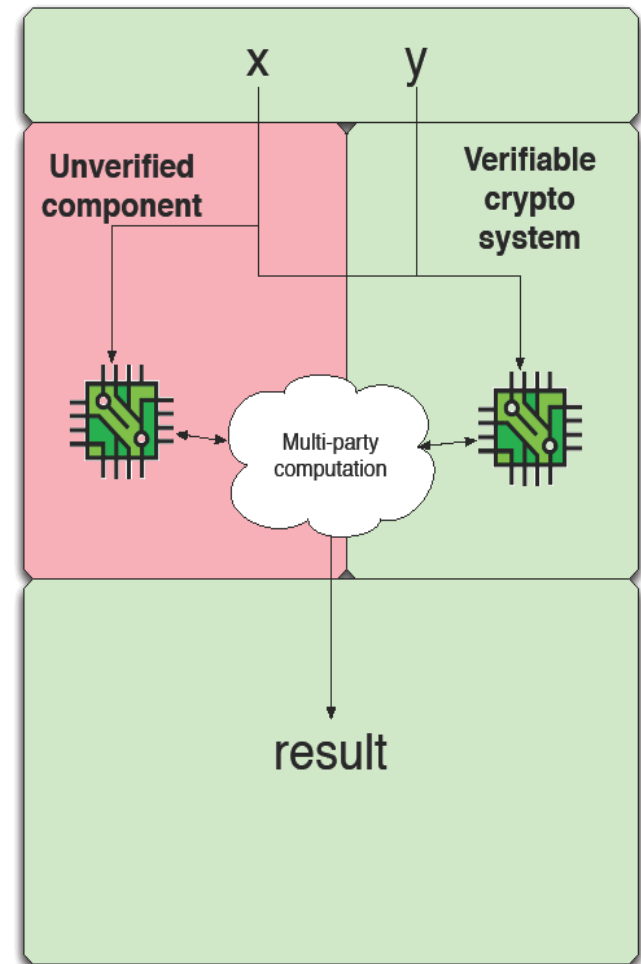 x
y
Unverified
component
Verifiable
crypto
system
Multi-party
computation
result